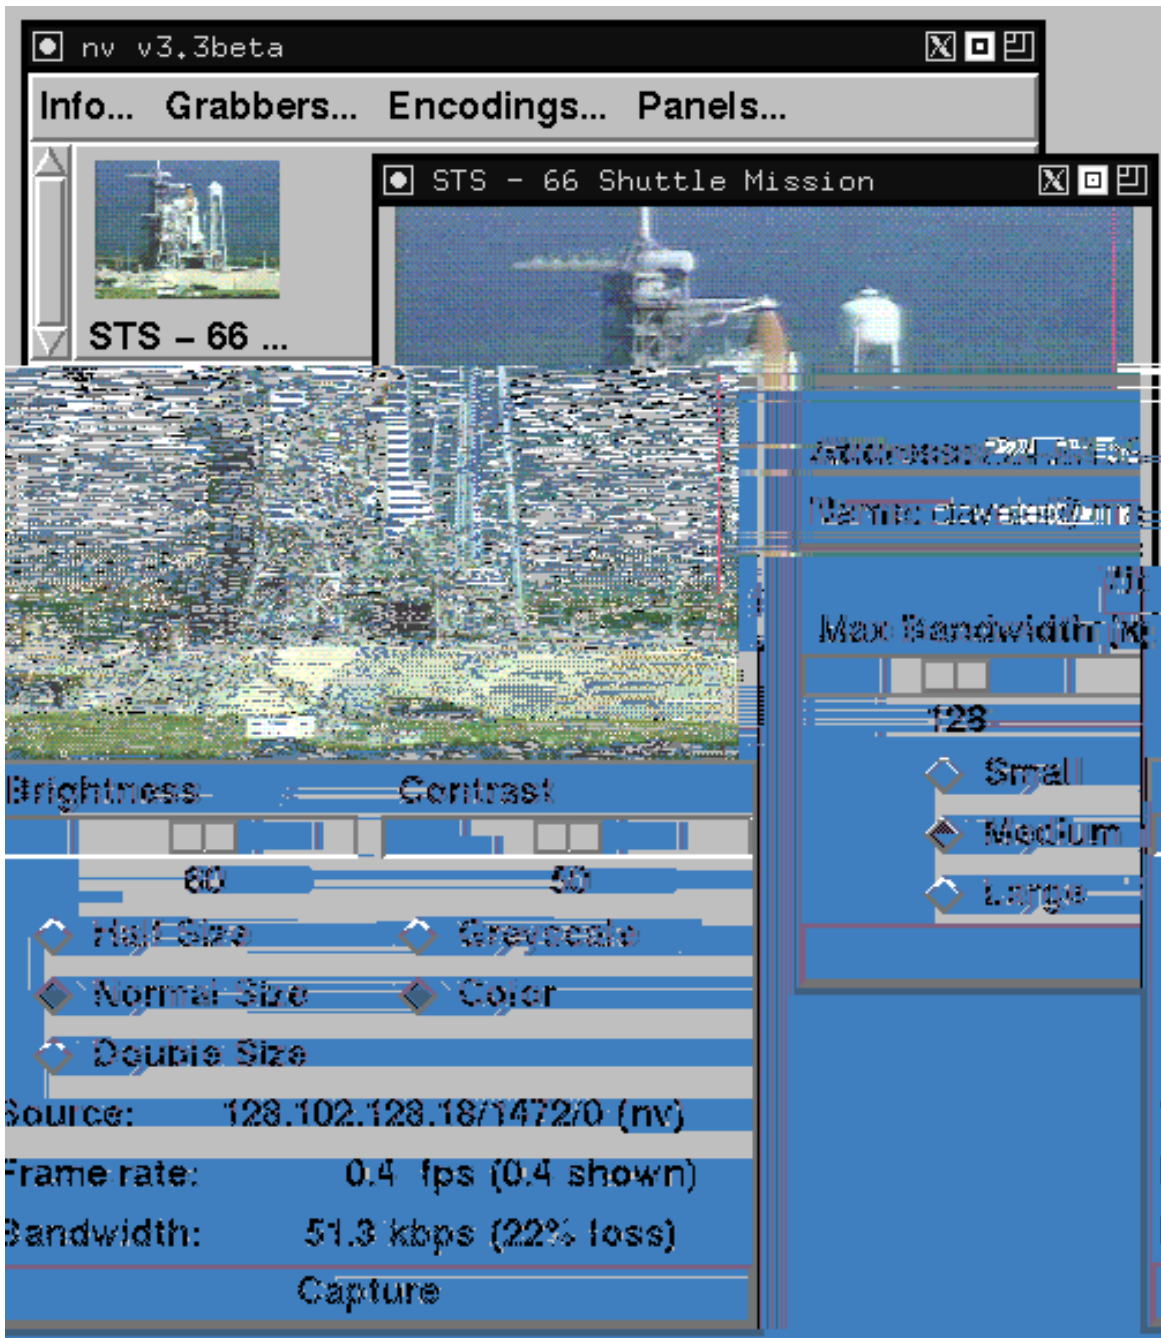 nv v3.3beta
Info... Grabbers... Encodings... Panels...
STS - 66 Shuttle Mission
STS - 66 ...
Max Bandwidth
128
Small
Medium
Large
Brightness Contrast
60 50
Half Size Greyscale
Normal Size Color
Double Size
Source: 128.102.128.18/1472/0 (nv)
Frame rate: 0.4 fps (0.4 shown)
Bandwidth: 51.3 kbps (22% loss)
Capture